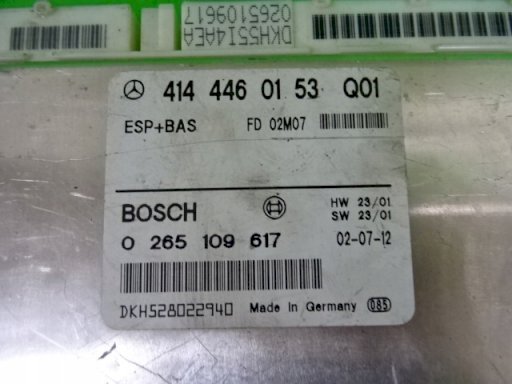 DKH55I4AEA
0265109617
414 446 01 53 Q01
ESP+BAS FD 02M07
BOSCH HW 23/01
SW 23/01
0 265 109 617 02-07-12
DKH528022940 Made in Germany 085